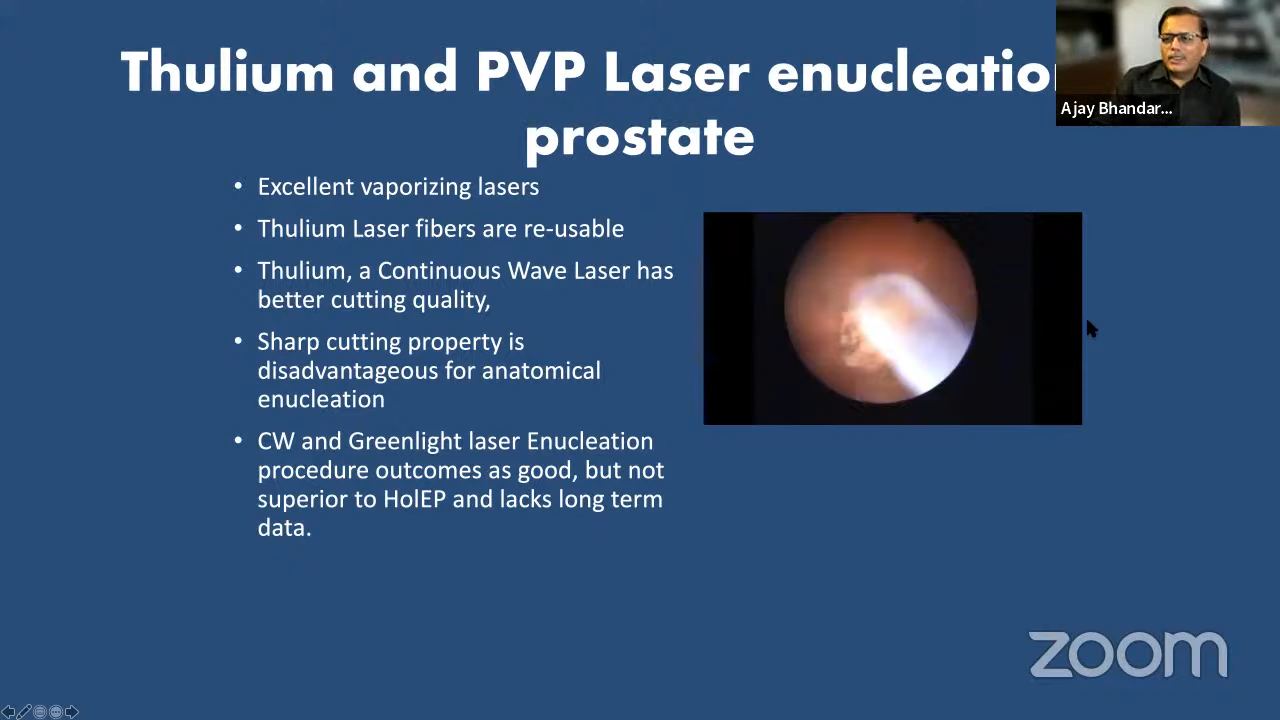 Thulium and PVP Laser enucleation
prostate
Ajay Bhandar...
• Excellent vaporizing lasers
• Thulium Laser fibers are re-usable
• Thulium, a Continuous Wave Laser has
better cutting quality,
• Sharp cutting property is
disadvantageous for anatomical
enucleation
• CW and Greenlight laser Enucleation
procedure outcomes as good, but not
superior to HolEP and lacks long term
data.
zoom